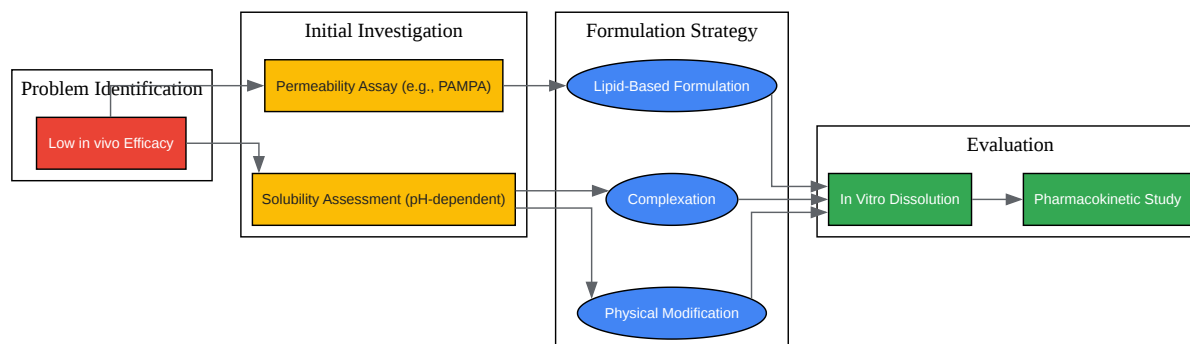 Problem Identification
Low in vivo Efficacy
Initial Investigation
Permeability Assay (e.g., PAMPA)
Solubility Assessment (pH-dependent)
Formulation Strategy
Lipid-Based Formulation
Complexation
Physical Modification
Evaluation
In Vitro Dissolution
Pharmacokinetic Study